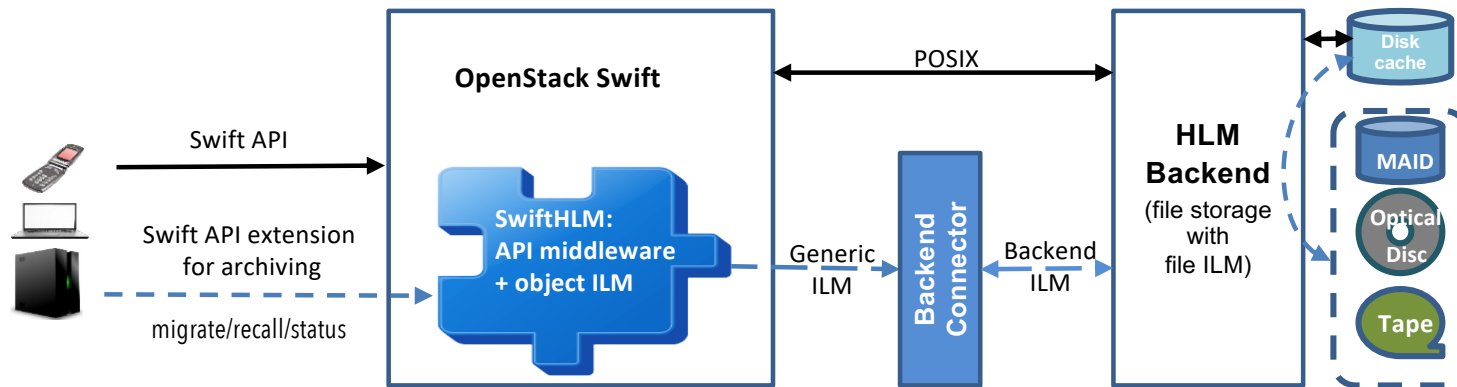 Swift API
Swift API extension
for archiving
migrate/recall/status
OpenStack Swift
SwiftHLM:
API middleware
+ object ILM
POSIX
Generic
ILM
Backend
Connector
Backend
ILM
HLM
Backend
(file storage
with
file ILM)
Disk
cache
MAID
Optical
Disc
Tape